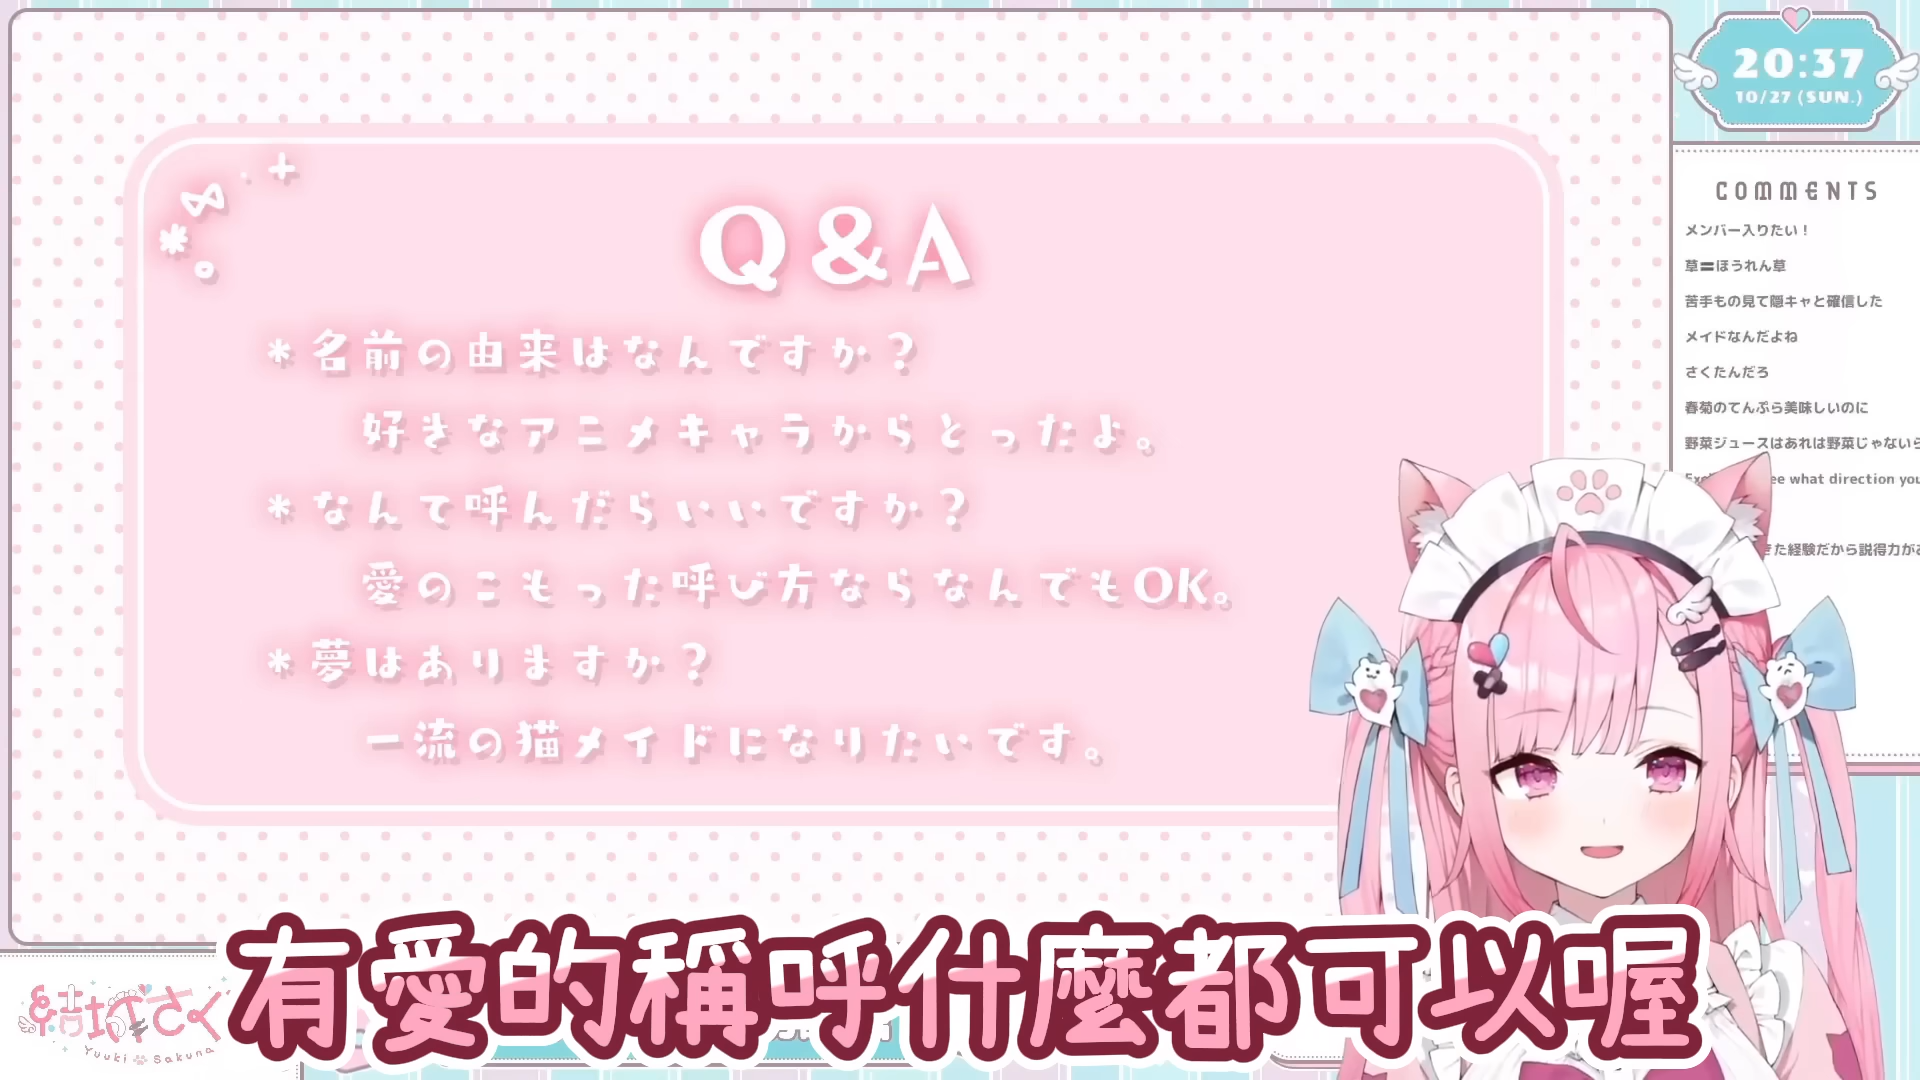 20:37
10/27 (SUN.)
Q&A
*名前の由来はなんですか？
好きなアニメキャラからとったよ。
*なんて呼んだらいいですか？
愛のこもった呼び方ならなんでもOK。
*夢はありますか？
一流の猫メイドになりたいです。
COMMENTS
メンバー入りたい！
草〓ほうれん草
苦手もの見て隠キャと確信した
メイドなんだよね
さくたんだろ
春菊のてんぷら美味しいのに
野菜ジュースはあれは野菜じゃない
what direction you
きた経験だから説得力が
有愛的稱呼什麼都可以喔
結城さく
Yuuki Sakuna